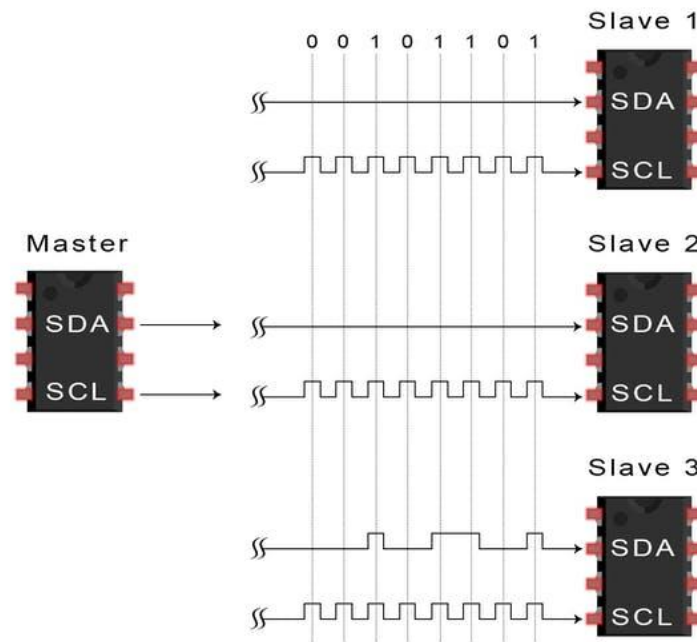 Slave 1
0 0 1 0 1 1 0 1
SDA
SCL
Master
SDA
SCL
Slave 2
SDA
SCL
Slave 3
SDA
SCL